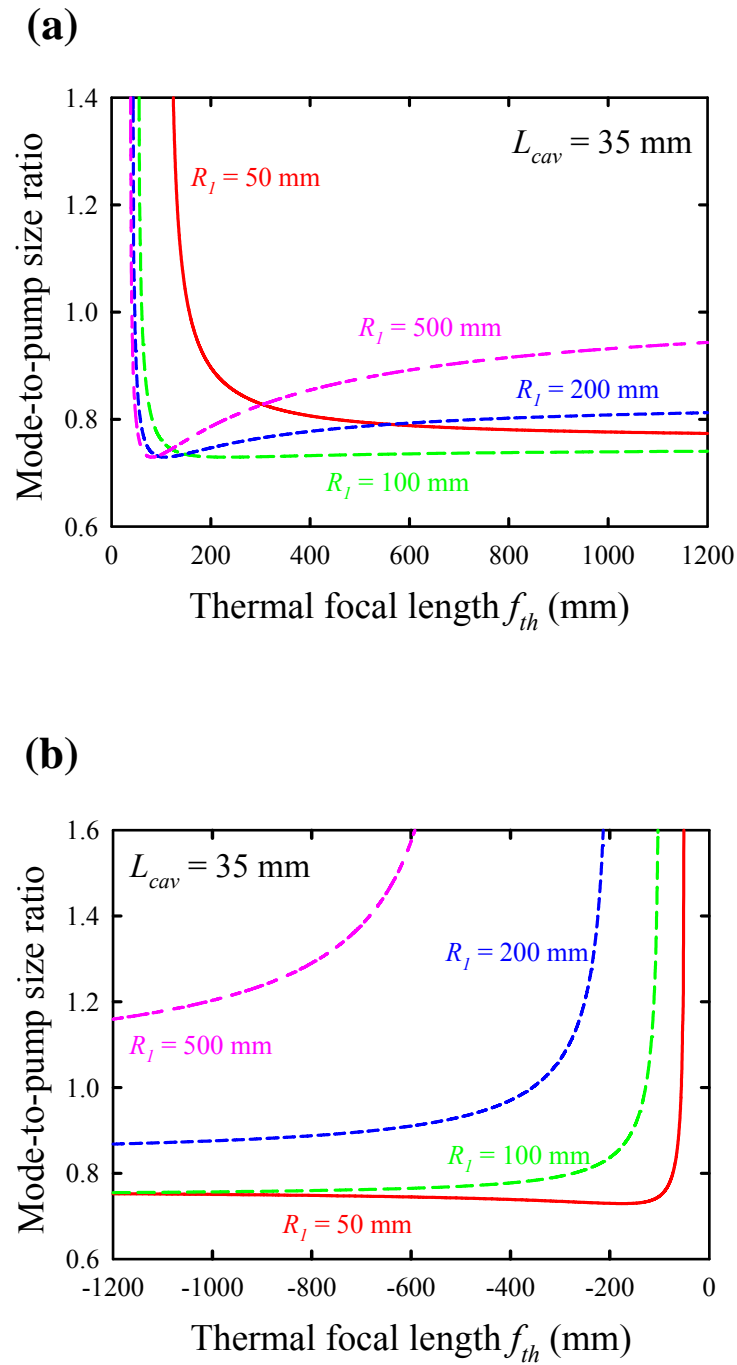 (a)
1.4
1.2
1.0
0.8
0.6
Mode-to-pump size ratio
L_cav = 35 mm
R_1 = 50 mm
R_1 = 500 mm
R_1 = 200 mm
R_1 = 100 mm
0 200 400 600 800 1000 1200
Thermal focal length f_th (mm)
(b)
1.6
1.4
1.2
1.0
0.8
0.6
Mode-to-pump size ratio
L_cav = 35 mm
R_1 = 200 mm
R_1 = 500 mm
R_1 = 100 mm
R_1 = 50 mm
-1200 -1000 -800 -600 -400 -200 0
Thermal focal length f_th (mm)